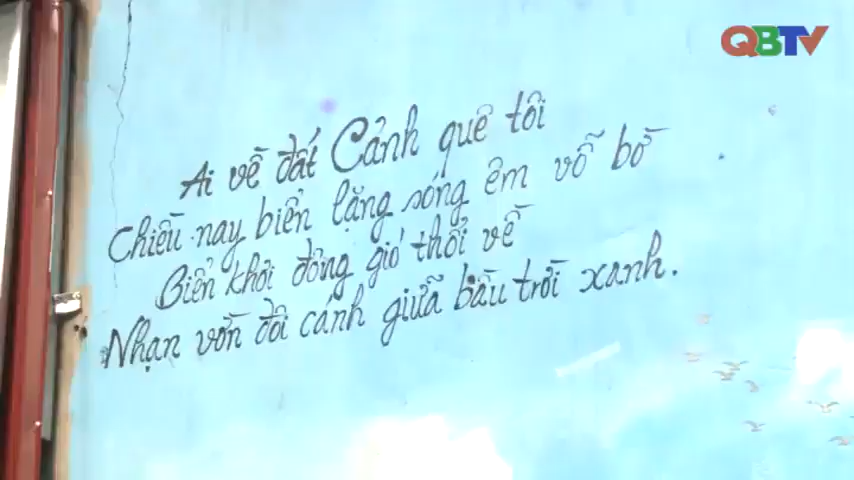 QBTV
Ai về đất Cảnh quê tôi
Chiều nay biển lặng sóng êm vỗ bờ
Biển khơi đông gió thổi về
Nhạn vờn đôi cánh giữa bầu trời xanh.